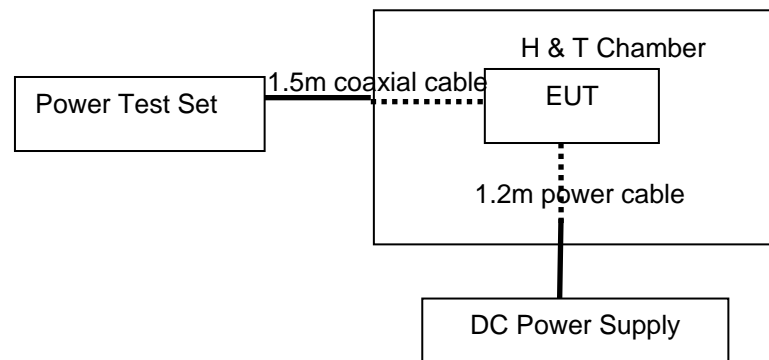 H & T Chamber
1.5m coaxial cable
Power Test Set
EUT
1.2m power cable
DC Power Supply